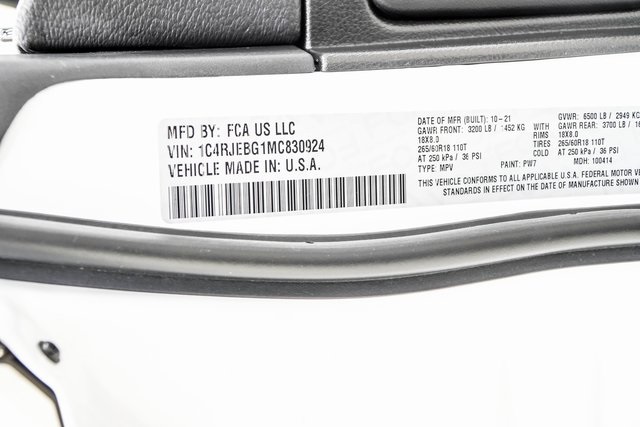 MFD BY: FCA US LLC
VIN: 1C4RJEBG1MC830924
VEHICLE MADE IN: U.S.A.
DATE OF MFR (BUILT): 10-21 GVWR: 6500 LB / 2949 KG
GAWR FRONT: 3200 LB / 1452 KG WITH GAWR REAR: 3700 LB /
18X8.0 RIMS 18X8.0
265/60R18 110T TIRES 265/60R18 110T
AT 250 kPa / 36 PSI COLD AT 250 kPa / 36 PSI
TYPE: MPV PAINT: PW7 MDH: 100414
THIS VEHICLE CONFORMS TO ALL APPLICABLE U.S.A. FEDERAL MOTOR
STANDARDS IN EFFECT ON THE DATE OF MANUFACTURE SHOWN